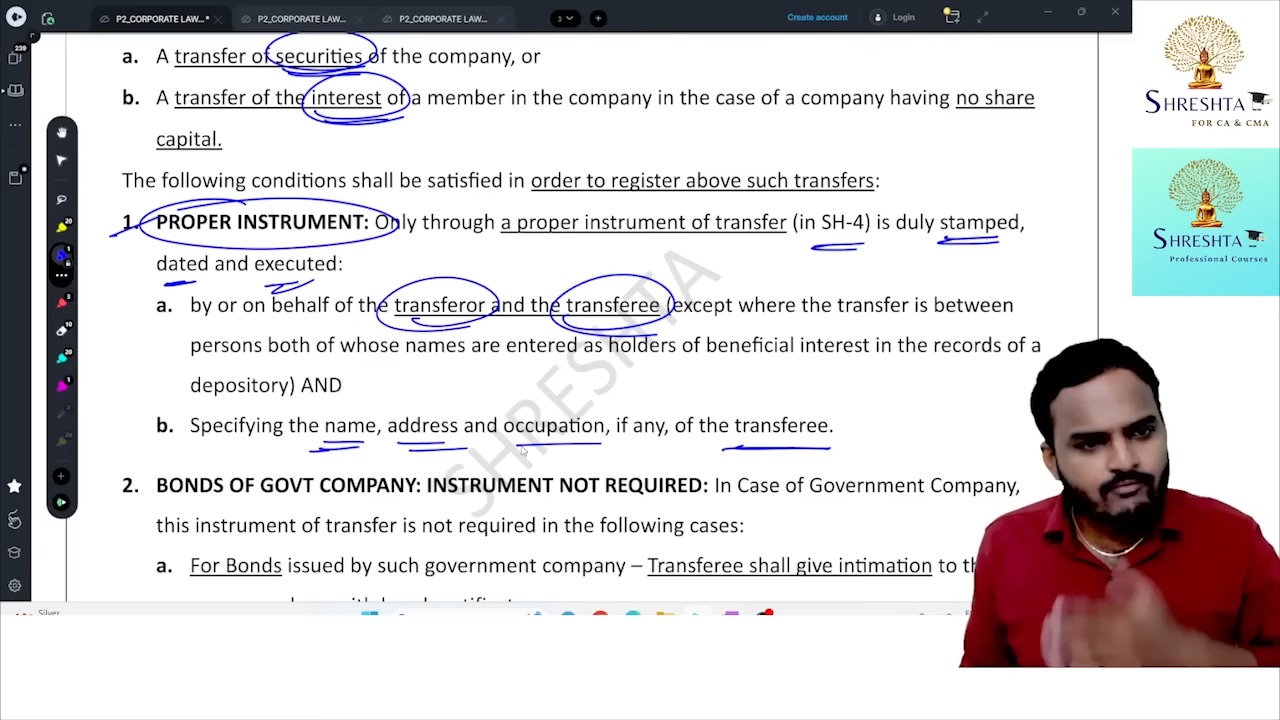 P2_CORPORATE LAW...*
P2_CORPORATE LAW...
P2_CORPORATE LAW...
3
Create account
Login
239
a. A transfer of securities of the company, or
b. A transfer of the interest of a member in the company in the case of a company having no share
capital.
The following conditions shall be satisfied in order to register above such transfers:
1. PROPER INSTRUMENT: Only through a proper instrument of transfer (in SH-4) is duly stamped,
dated and executed:
a. by or on behalf of the transferor and the transferee (except where the transfer is between
persons both of whose names are entered as holders of beneficial interest in the records of a
depository) AND
b. Specifying the name, address and occupation, if any, of the transferee.
2. BONDS OF GOVT COMPANY: INSTRUMENT NOT REQUIRED: In Case of Government Company,
this instrument of transfer is not required in the following cases:
a. For Bonds issued by such government company – Transferee shall give intimation to
SHRESHTA
SHRESHTA
FOR CA & CMA
SHRESHTA
Professional Courses